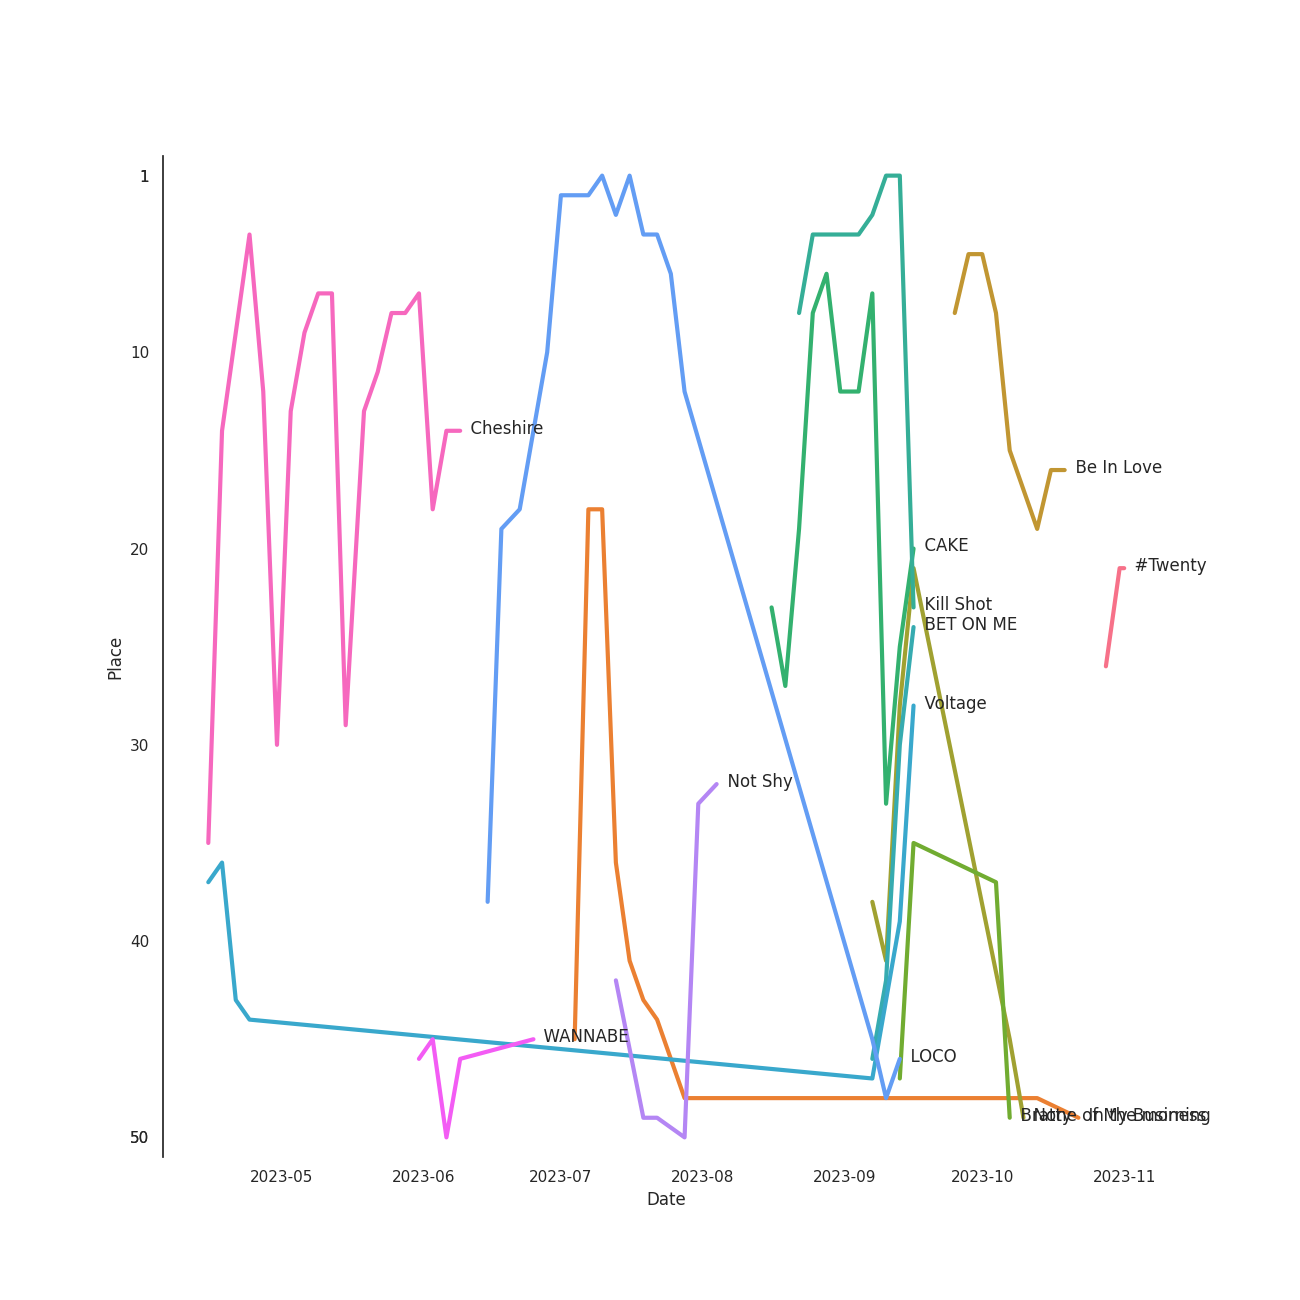 1
10
20
30
40
50
Place
Cheshire
Be In Love
CAKE
#Twenty
Kill Shot
BET ON ME
Voltage
Not Shy
WANNABE
LOCO
2023-05
2023-06
2023-07
2023-08
2023-09
2023-10
2023-11
Date